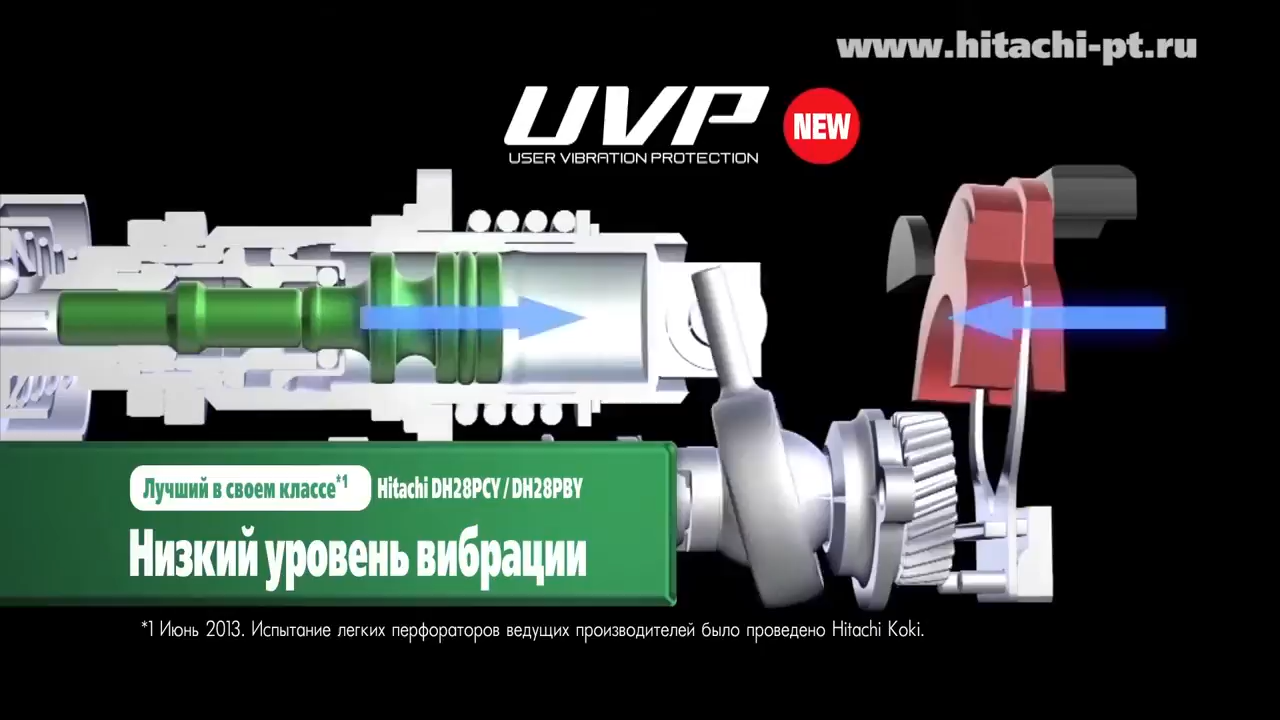 www.hitachi-pt.ru
UVP NEW
USER VIBRATION PROTECTION
Лучший в своем классе*1 Hitachi DH28PCY / DH28PBY
Низкий уровень вибрации
*1 Июнь 2013. Испытание легких перфораторов ведущих производителей было проведено Hitachi Koki.